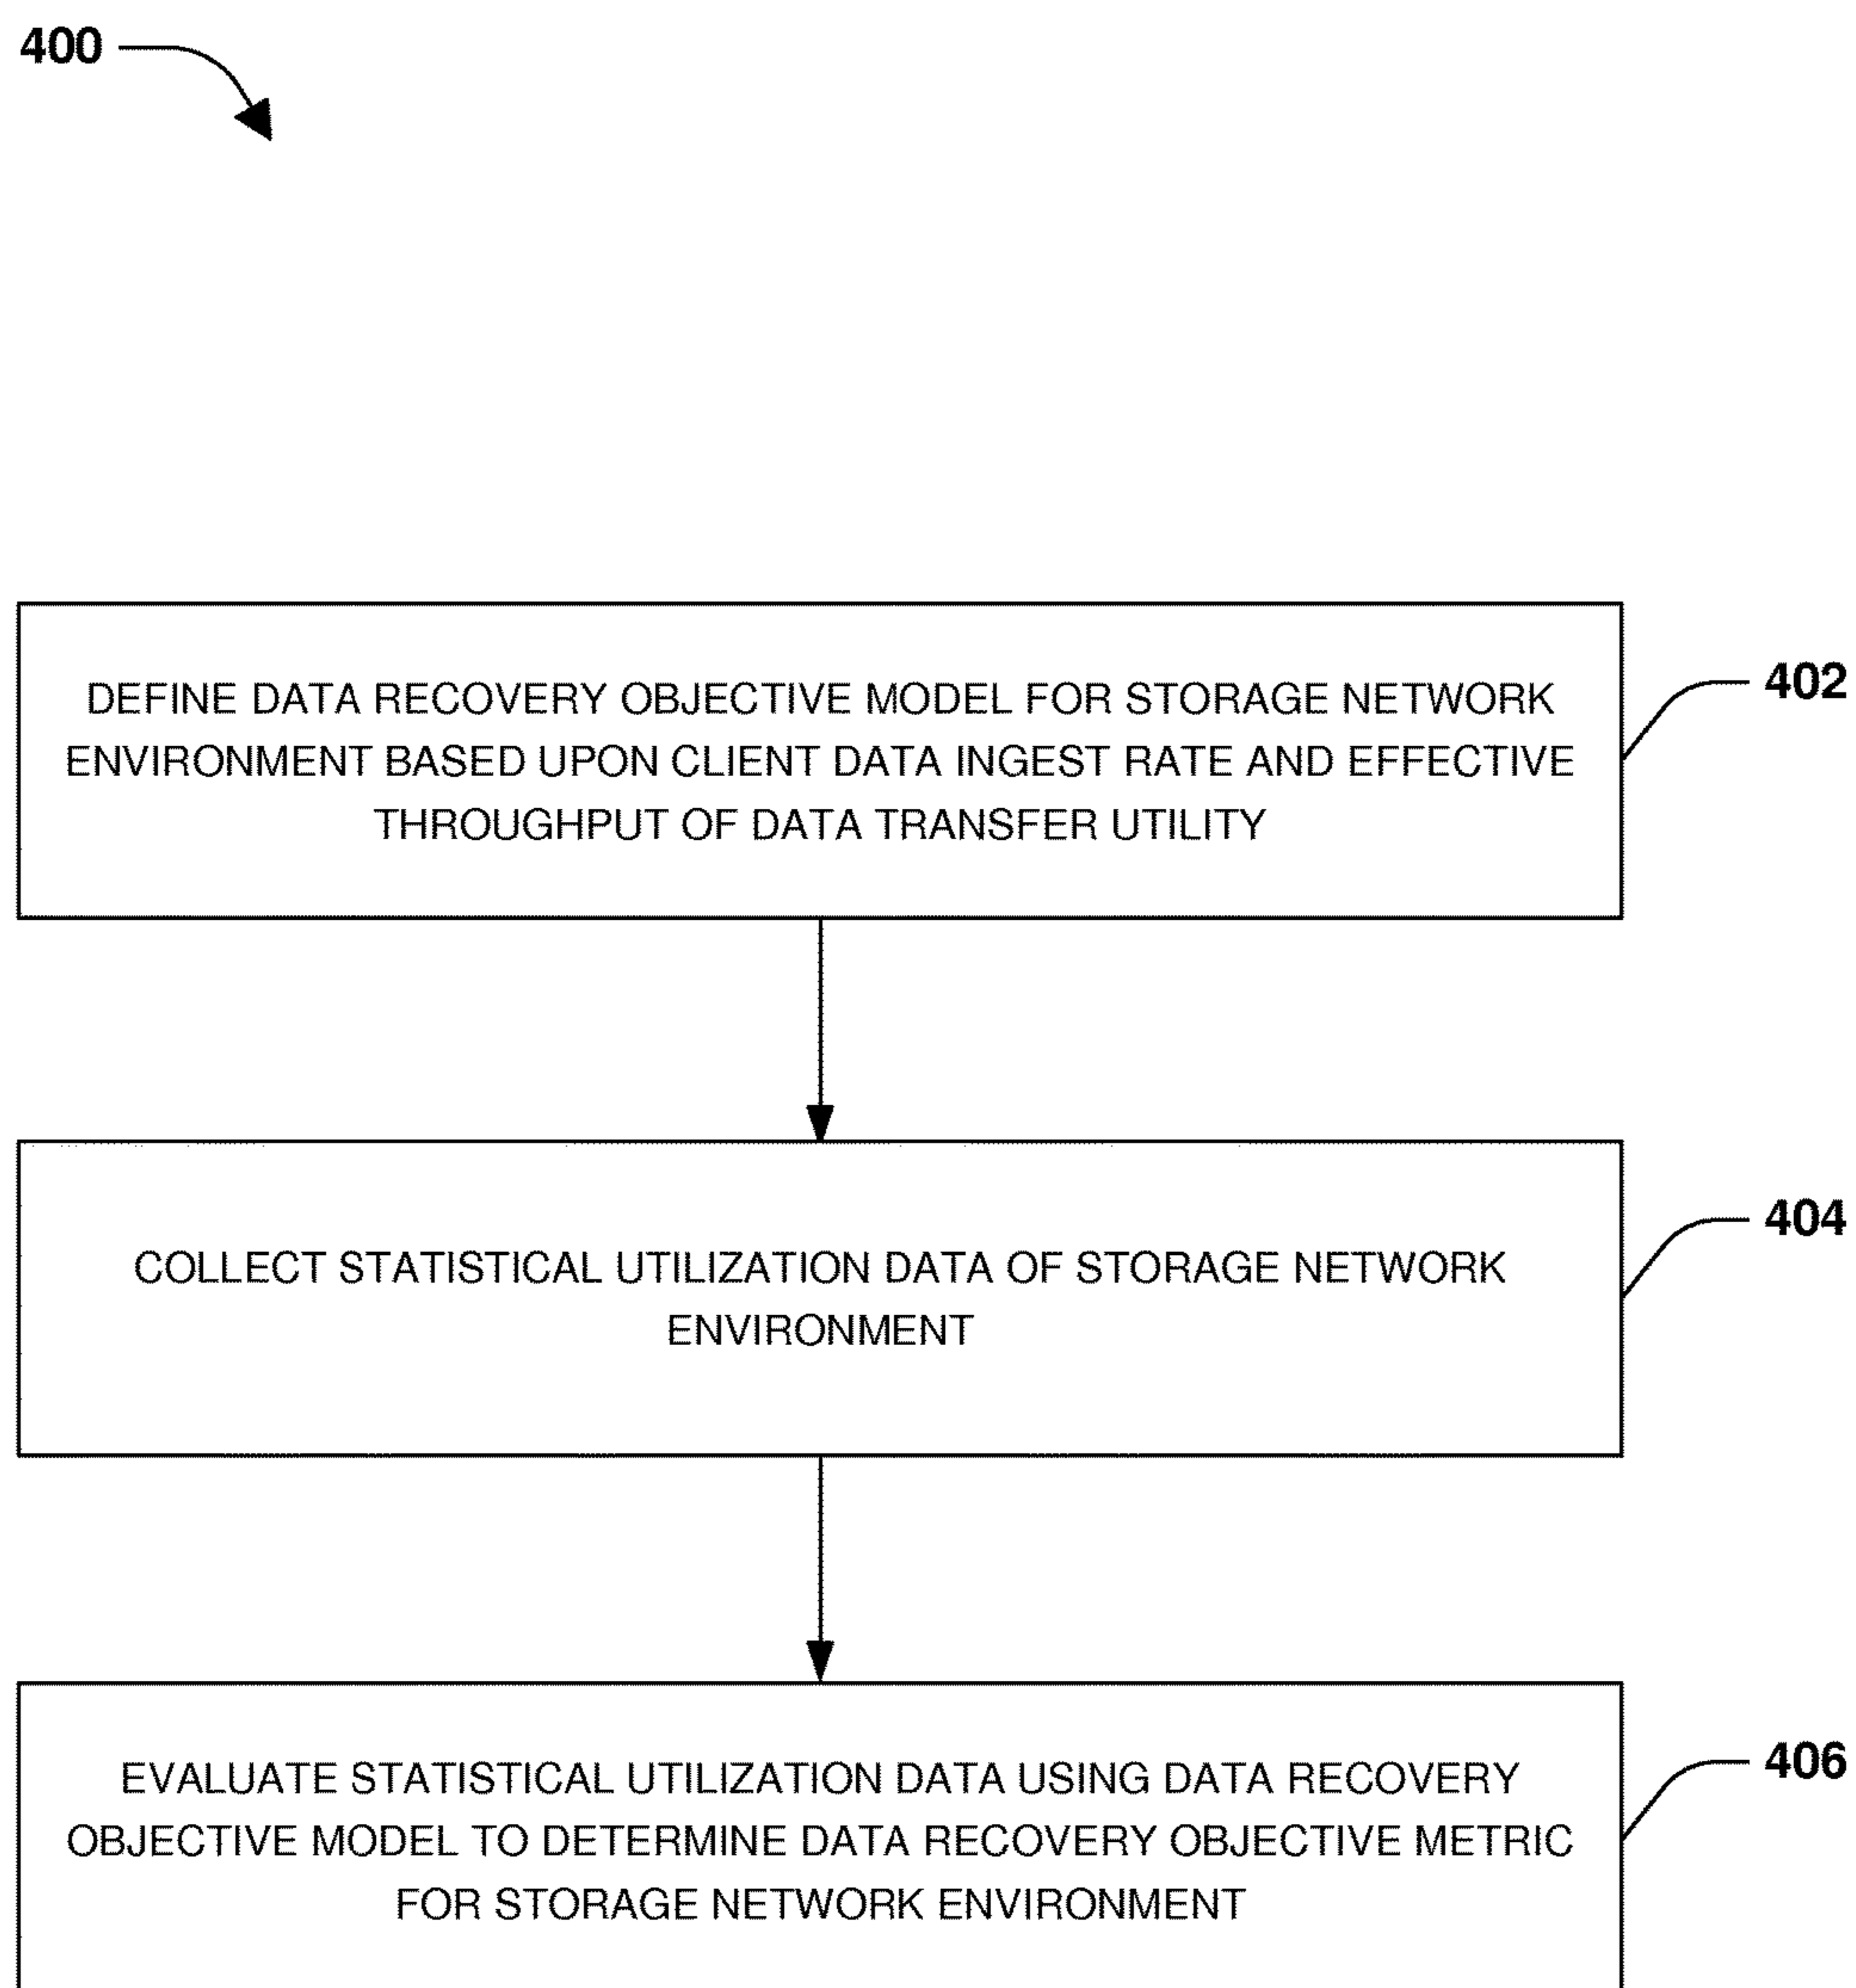 400
DEFINE DATA RECOVERY OBJECTIVE MODEL FOR STORAGE NETWORK
ENVIRONMENT BASED UPON CLIENT DATA INGEST RATE AND EFFECTIVE
THROUGHPUT OF DATA TRANSFER UTILITY
402
COLLECT STATISTICAL UTILIZATION DATA OF STORAGE NETWORK
ENVIRONMENT
404
EVALUATE STATISTICAL UTILIZATION DATA USING DATA RECOVERY
OBJECTIVE MODEL TO DETERMINE DATA RECOVERY OBJECTIVE METRIC
FOR STORAGE NETWORK ENVIRONMENT
406